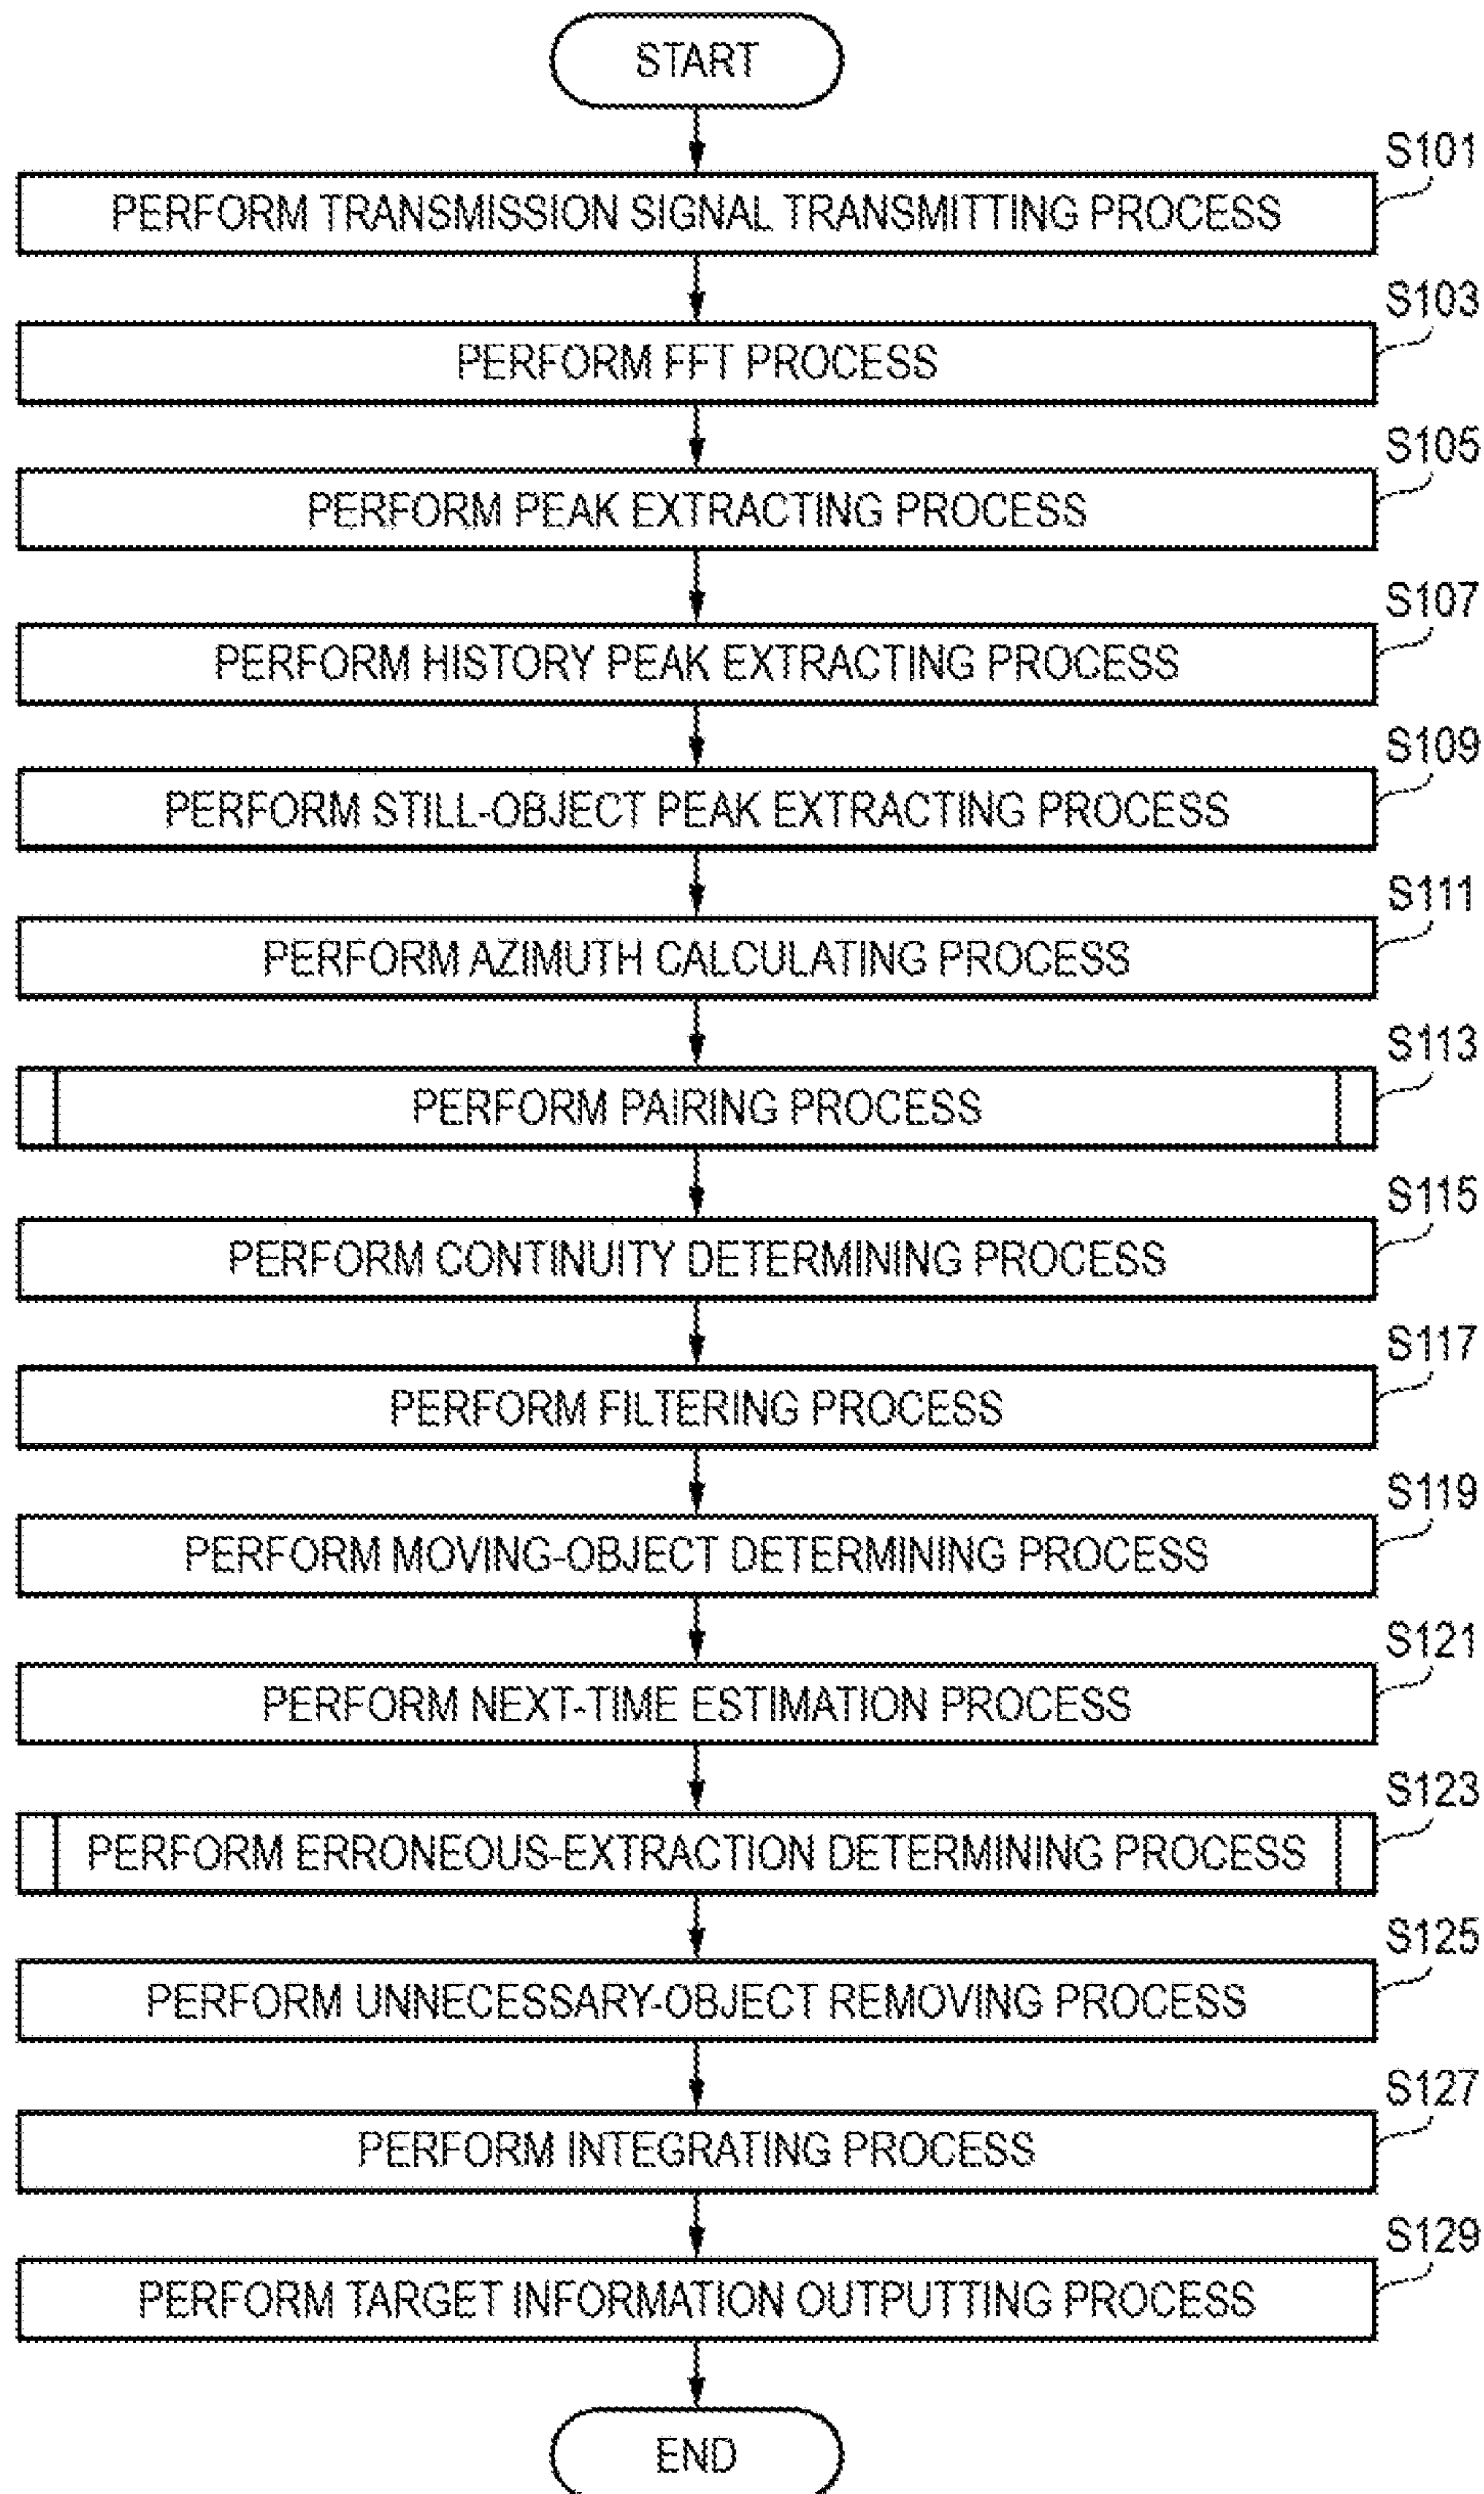 START
S101
PERFORM TRANSMISSION SIGNAL TRANSMITTING PROCESS
S103
PERFORM FFT PROCESS
S105
PERFORM PEAK EXTRACTING PROCESS
S107
PERFORM HISTORY PEAK EXTRACTING PROCESS
S109
PERFORM STILL-OBJECT PEAK EXTRACTING PROCESS
S111
PERFORM AZIMUTH CALCULATING PROCESS
S113
PERFORM PAIRING PROCESS
S115
PERFORM CONTINUITY DETERMINING PROCESS
S117
PERFORM FILTERING PROCESS
S119
PERFORM MOVING-OBJECT DETERMINING PROCESS
S121
PERFORM NEXT-TIME ESTIMATION PROCESS
S123
PERFORM ERRONEOUS-EXTRACTION DETERMINING PROCESS
S125
PERFORM UNNECESSARY-OBJECT REMOVING PROCESS
S127
PERFORM INTEGRATING PROCESS
S129
PERFORM TARGET INFORMATION OUTPUTTING PROCESS
END